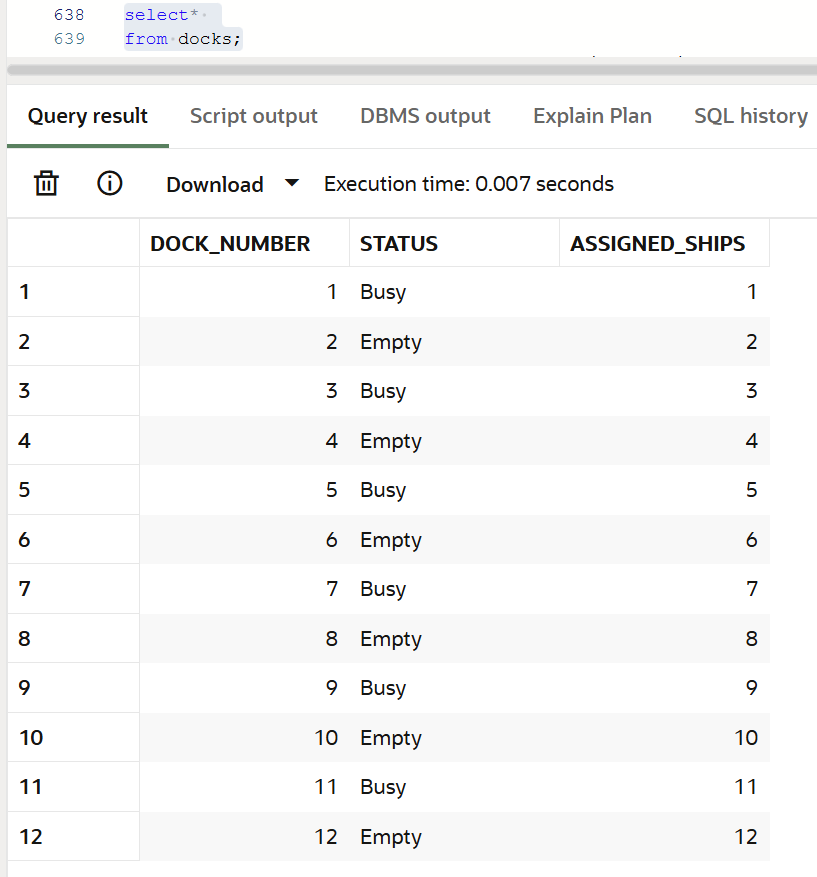 638 select*
639 from docks;
Query result Script output DBMS output Explain Plan SQL history
Download Execution time: 0.007 seconds
DOCK_NUMBER STATUS ASSIGNED_SHIPS
1 1 Busy 1
2 2 Empty 2
3 3 Busy 3
4 4 Empty 4
5 5 Busy 5
6 6 Empty 6
7 7 Busy 7
8 8 Empty 8
9 9 Busy 9
10 10 Empty 10
11 11 Busy 11
12 12 Empty 12